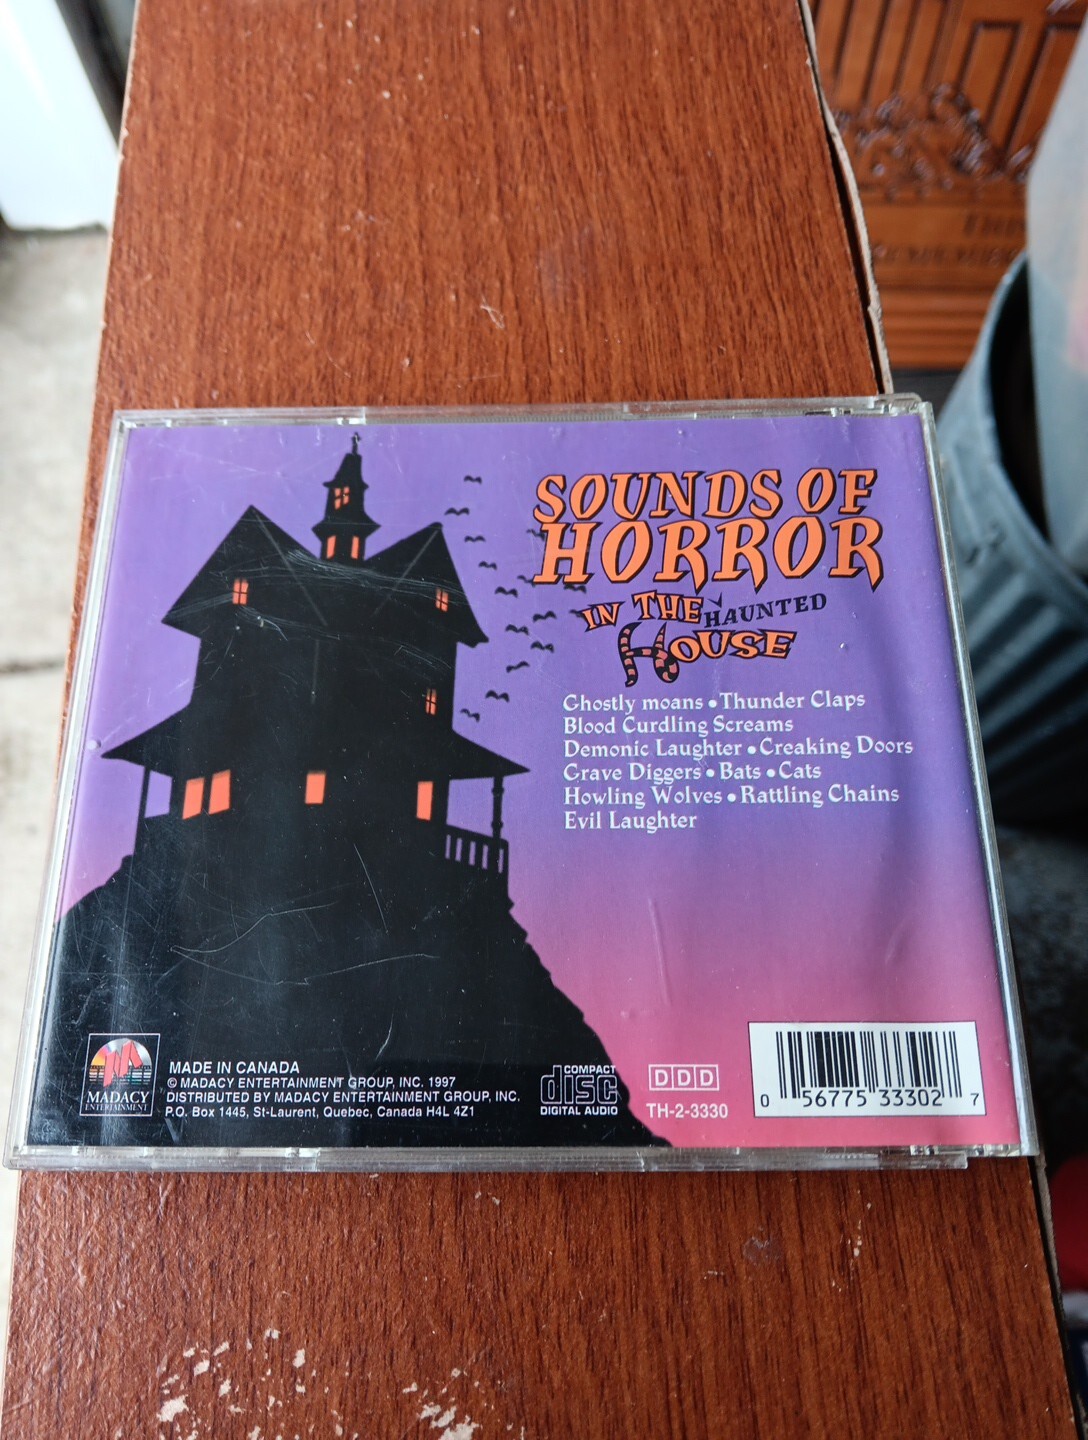 SOUNDS OF
HORROR
IN THE HAUNTED
HOUSE
Ghostly moans • Thunder Claps
Blood Curdling Screams
Demonic Laughter • Creaking Doors
Grave Diggers • Bats • Cats
Howling Wolves • Rattling Chains
Evil Laughter
MADACY
ENTERTAINMENT
MADE IN CANADA
© MADACY ENTERTAINMENT GROUP, INC. 1997
DISTRIBUTED BY MADACY ENTERTAINMENT GROUP, INC.
P.O. Box 1445, St-Laurent, Quebec, Canada H4L 4Z1
COMPACT
disc
DIGITAL AUDIO
DDD
TH-2-3330
0 56775 33302 7